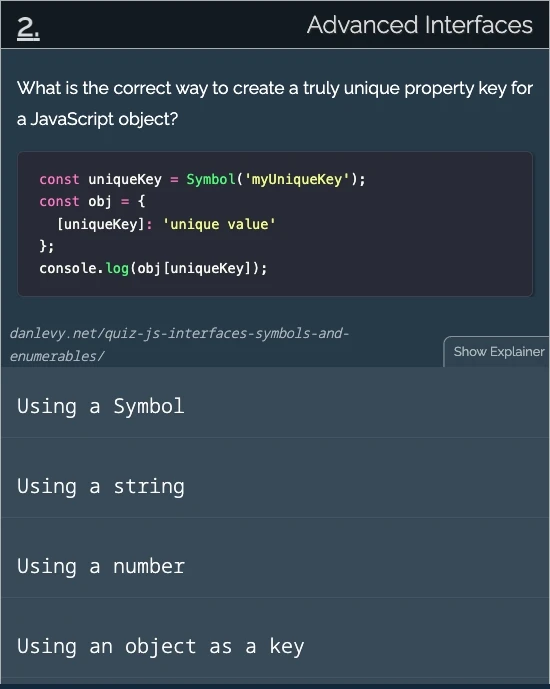 2.
Advanced Interfaces
What is the correct way to create a truly unique property key for
a JavaScript object?
const uniqueKey = Symbol('myUniqueKey');
const obj = {
  [uniqueKey]: 'unique value'
};
console.log(obj[uniqueKey]);
danlevy.net/quiz-js-interfaces-symbols-and-
enumerables/
Show Explainer
Using a Symbol
Using a string
Using a number
Using an object as a key